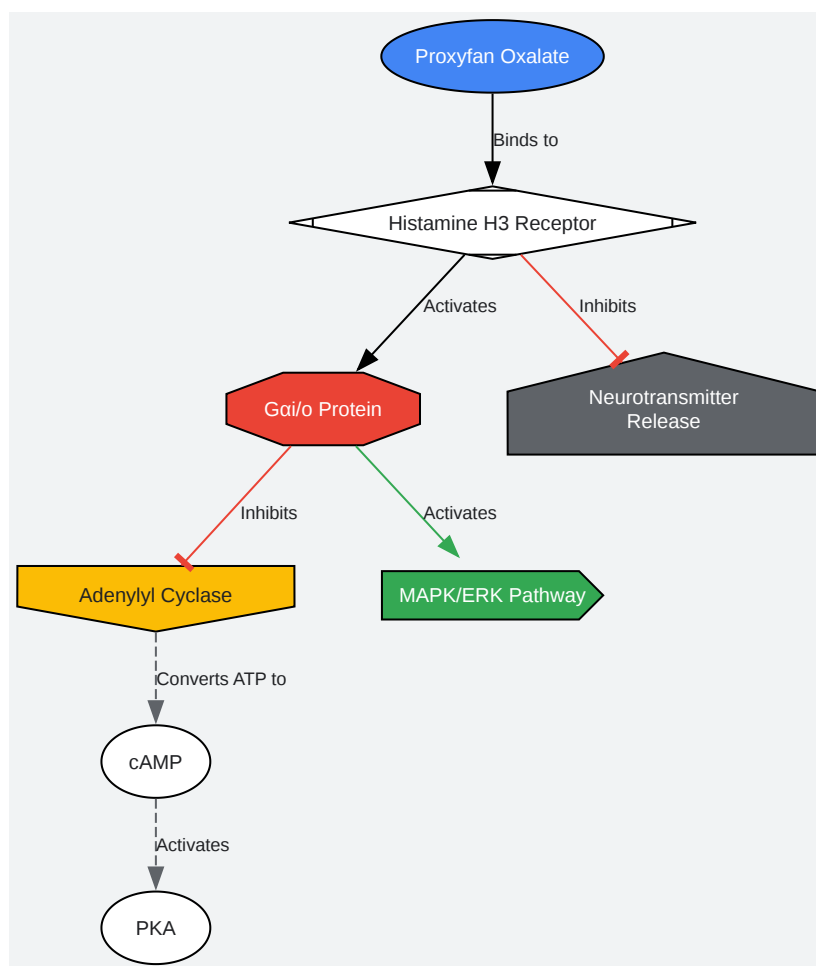 Proxyfan Oxalate
Binds to
Histamine H3 Receptor
Activates
Inhibits
Gαi/o Protein
Neurotransmitter
Release
Inhibits
Activates
Adenylyl Cyclase
MAPK/ERK Pathway
Converts ATP to
cAMP
Activates
PKA